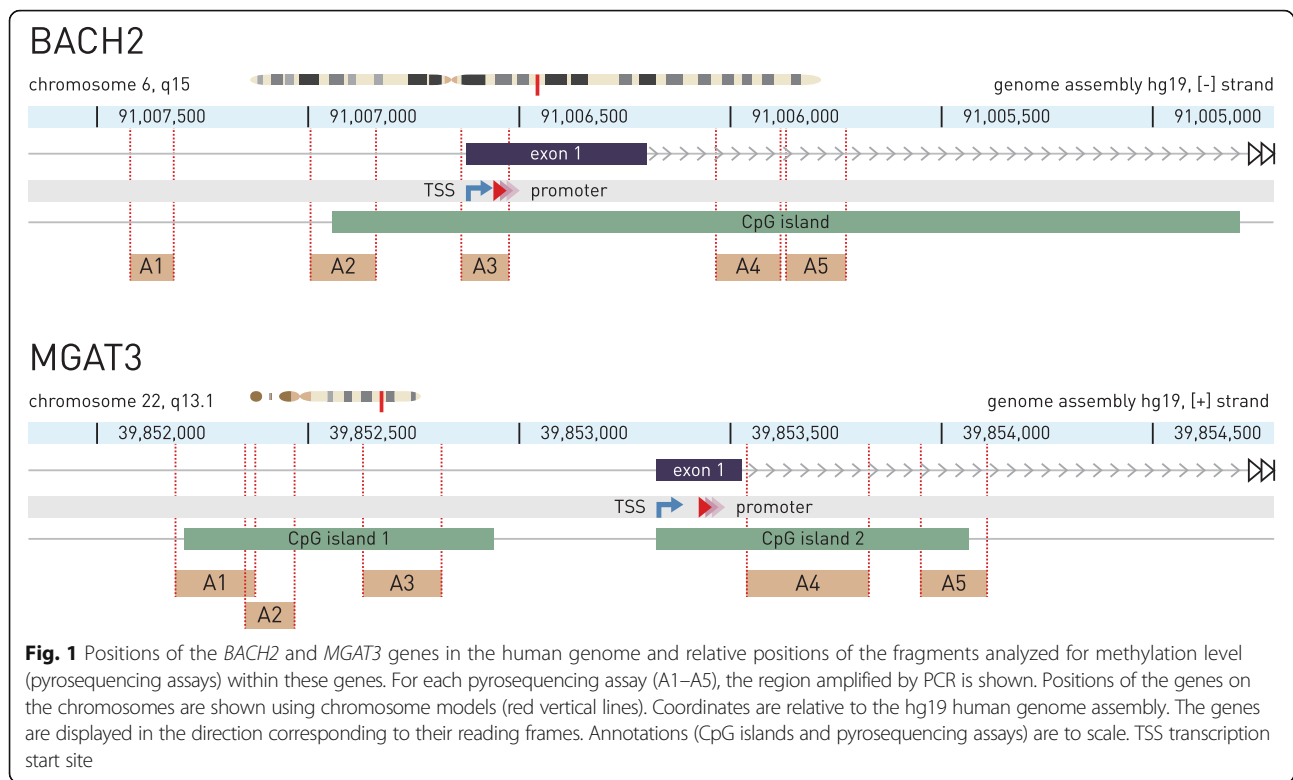 BACH2
chromosome 6, q15
genome assembly hg19, [-] strand
91,007,500 91,007,000 91,006,500 91,006,000 91,005,500 91,005,000
exon 1
TSS promoter
CpG island
A1 A2 A3 A4 A5
MGAT3
chromosome 22, q13.1
genome assembly hg19, [+] strand
39,852,000 39,852,500 39,853,000 39,853,500 39,854,000 39,854,500
exon 1
TSS promoter
CpG island 1 CpG island 2
A1 A3 A4 A5
A2
Fig. 1 Positions of the BACH2 and MGAT3 genes in the human genome and relative positions of the fragments analyzed for methylation level
(pyrosequencing assays) within these genes. For each pyrosequencing assay (A1–A5), the region amplified by PCR is shown. Positions of the genes on
the chromosomes are shown using chromosome models (red vertical lines). Coordinates are relative to the hg19 human genome assembly. The genes
are displayed in the direction corresponding to their reading frames. Annotations (CpG islands and pyrosequencing assays) are to scale. TSS transcription
start site